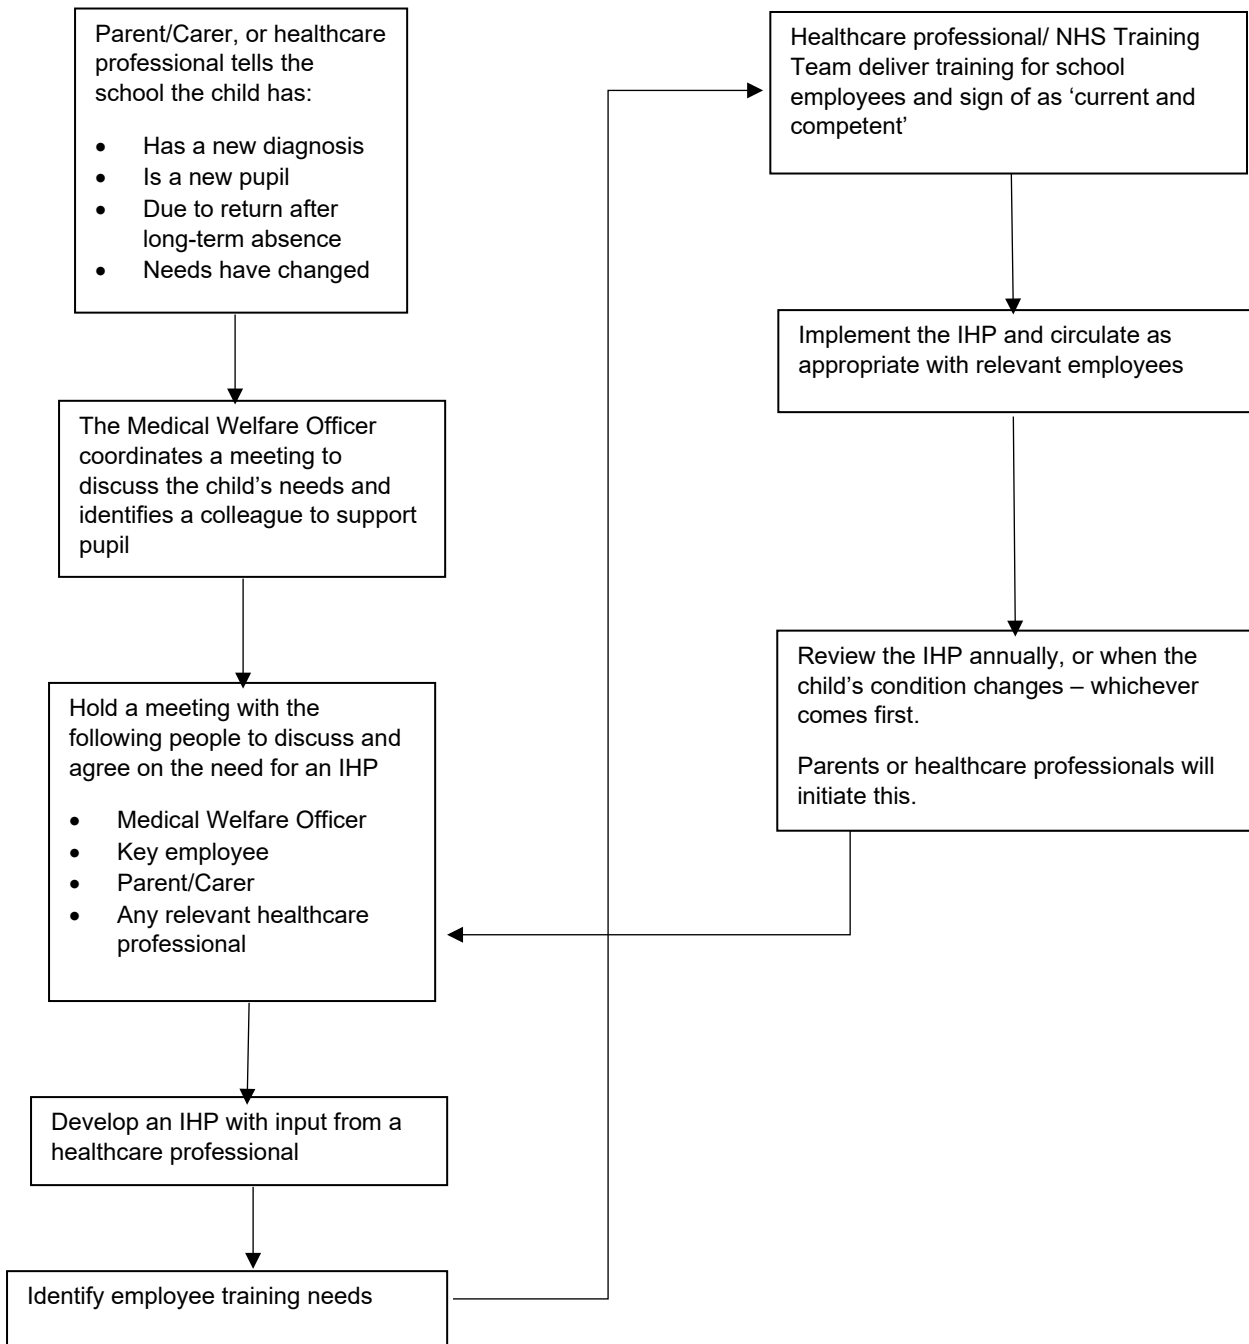 Parent/Carer, or healthcare
professional tells the
school the child has:
• Has a new diagnosis
• Is a new pupil
• Due to return after
long-term absence
• Needs have changed
The Medical Welfare Officer
coordinates a meeting to
discuss the child’s needs and
identifies a colleague to support
pupil
Hold a meeting with the
following people to discuss and
agree on the need for an IHP
• Medical Welfare Officer
• Key employee
• Parent/Carer
• Any relevant healthcare
professional
Develop an IHP with input from a
healthcare professional
Identify employee training needs
Healthcare professional/ NHS Training
Team deliver training for school
employees and sign of as ‘current and
competent’
Implement the IHP and circulate as
appropriate with relevant employees
Review the IHP annually, or when the
child’s condition changes – whichever
comes first.
Parents or healthcare professionals will
initiate this.